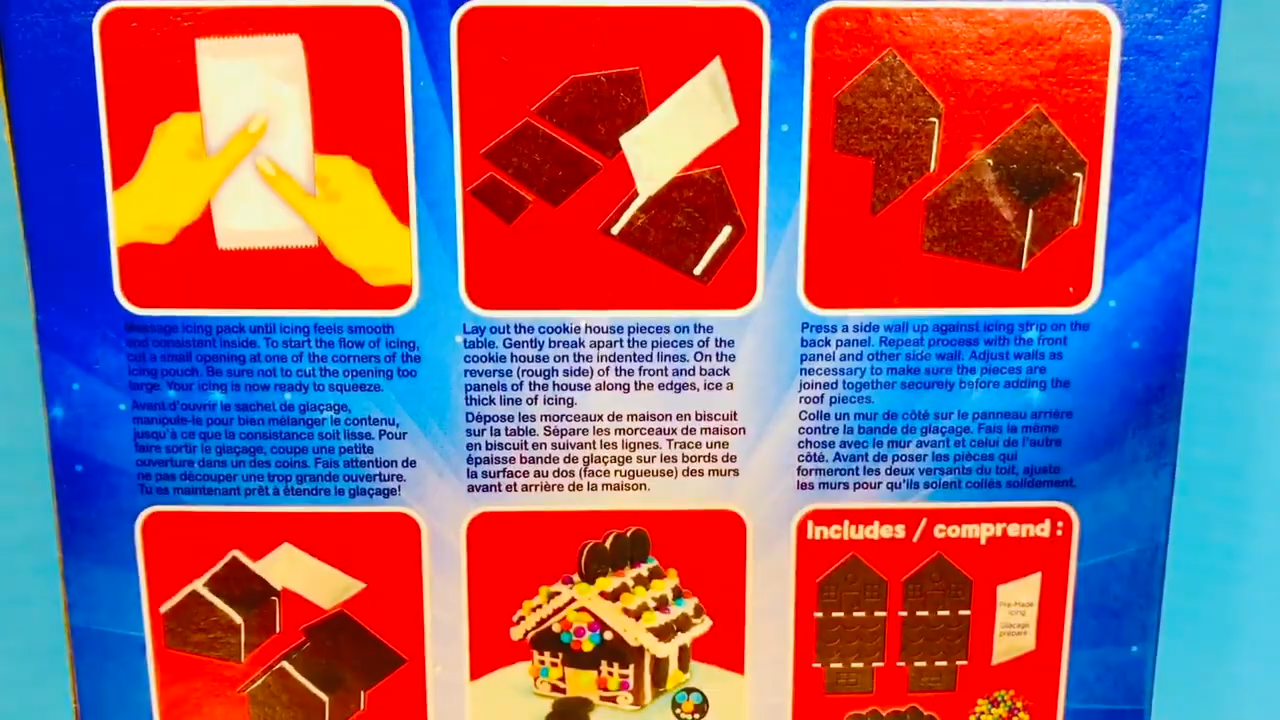 Massage icing pack until icing feels smooth
and consistent inside. To start the flow of icing,
cut a small opening at one of the corners of the
icing pouch. Be sure not to cut the opening too
large. Your icing is now ready to squeeze.
Avant d'ouvrir le sachet de glaçage,
manipule-le pour bien mélanger le contenu,
jusqu'à ce que la consistance soit lisse. Pour
faire sortir le glaçage, coupe une petite
ouverture dans un des coins. Fais attention de
ne pas découper une trop grande ouverture.
Tu es maintenant prêt à étendre le glaçage!
Lay out the cookie house pieces on the
table. Gently break apart the pieces of the
cookie house on the indented lines. On the
reverse (rough side) of the front and back
panels of the house along the edges, ice a
thick line of icing.
Dépose les morceaux de maison en biscuit
sur la table. Sépare les morceaux de maison
en biscuit en suivant les lignes. Trace une
épaisse bande de glaçage sur les bords de
la surface au dos (face rugueuse) des murs
avant et arrière de la maison.
Press a side wall up against icing strip on the
back panel. Repeat process with the front
panel and other side wall. Adjust walls as
necessary to make sure the pieces are
joined together securely before adding the
roof pieces.
Colle un mur de côté sur le panneau arrière
contre la bande de glaçage. Fais la même
chose avec le mur avant et celui de l'autre
côté. Avant de poser les pièces qui
formeront les deux versants du toit, ajuste
les murs pour qu'ils soient collés solidement.
Includes / comprend :
Pre-Made
Icing
Glaçage
préparé